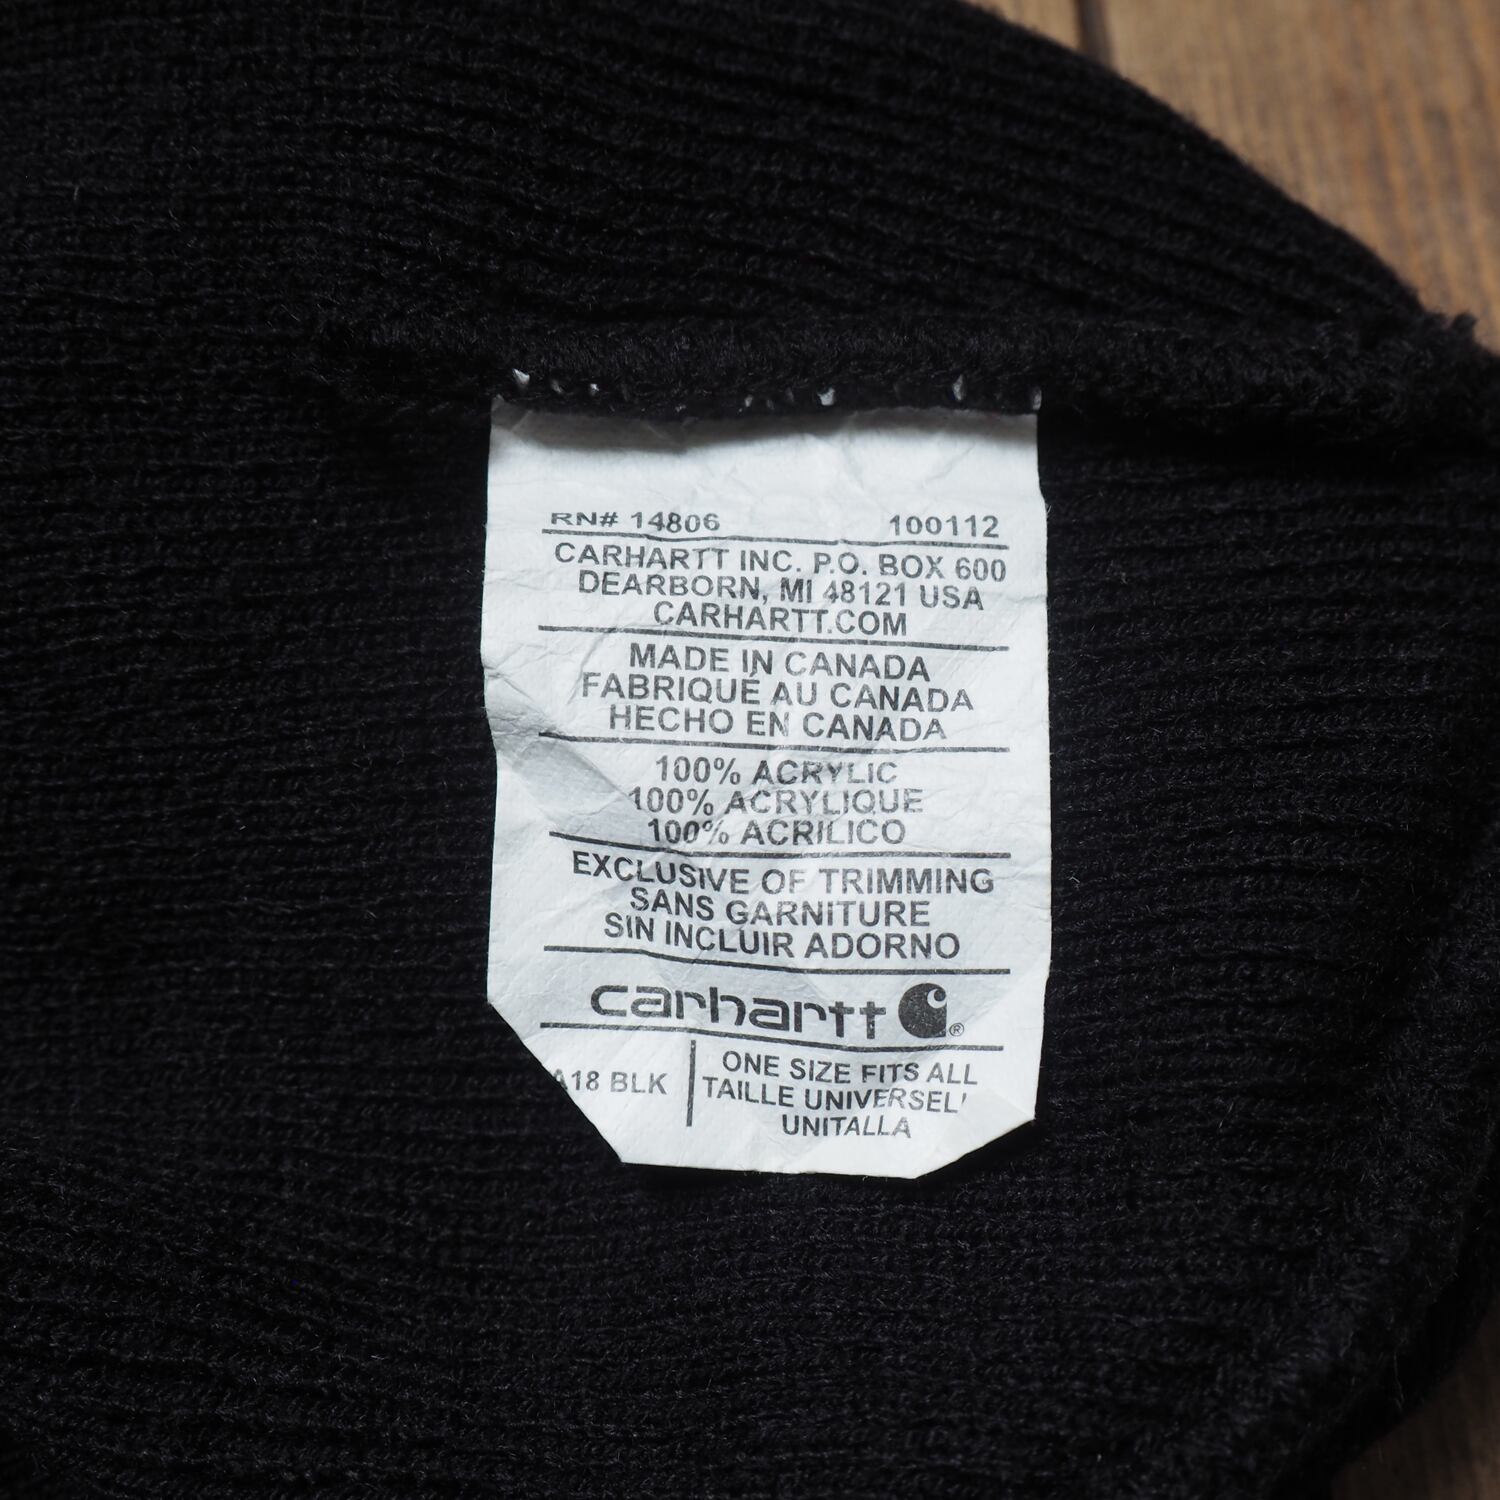 RN# 14806 100112
CARHARTT INC. P.O. BOX 600
DEARBORN, MI 48121 USA
CARHARTT.COM
MADE IN CANADA
FABRIQUÉ AU CANADA
HECHO EN CANADA
100% ACRYLIC
100% ACRYLIQUE
100% ACRILICO
EXCLUSIVE OF TRIMMING
SANS GARNITURE
SIN INCLUIR ADORNO
carhartt ®
A18 BLK
ONE SIZE FITS ALL
TAILLE UNIVERSEL
UNITALLA